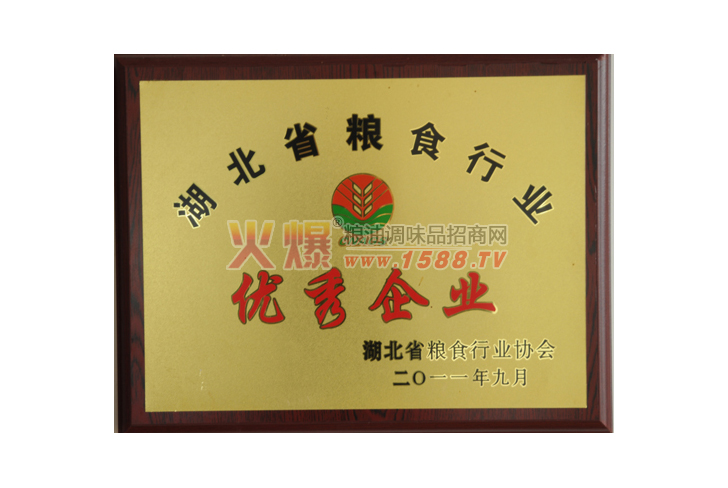 湖北省粮食行业
火爆®粮油调味品招商网
www.1588.TV
优秀企业
湖北省粮食行业协会
二〇一一年九月